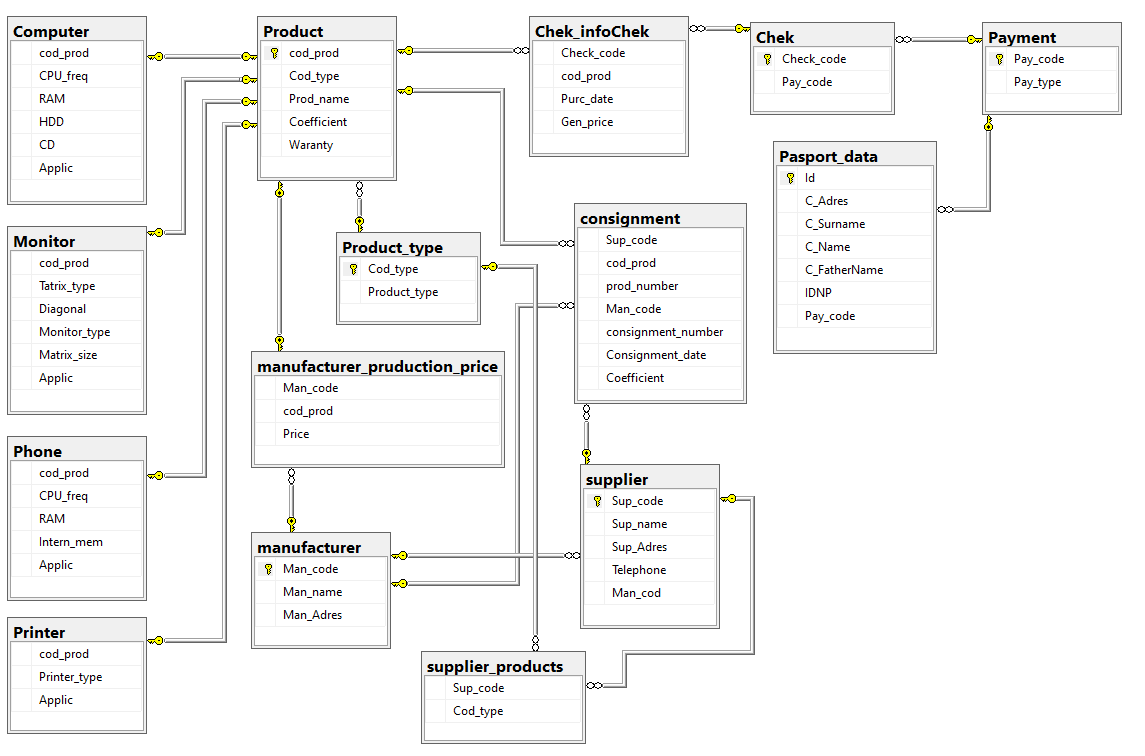 Computer
cod_prod
CPU_freq
RAM
HDD
CD
Applic
Monitor
cod_prod
Tatrix_type
Diagonal
Monitor_type
Matrix_size
Applic
Phone
cod_prod
CPU_freq
RAM
Intern_mem
Applic
Printer
cod_prod
Printer_type
Applic
Product
cod_prod
Cod_type
Prod_name
Coefficient
Waranty
Product_type
Cod_type
Product_type
manufacturer_pruduction_price
Man_code
cod_prod
Price
manufacturer
Man_code
Man_name
Man_Adres
supplier_products
Sup_code
Cod_type
Chek_infoChek
Check_code
cod_prod
Purc_date
Gen_price
consignment
Sup_code
cod_prod
prod_number
Man_code
consignment_number
Consignment_date
Coefficient
supplier
Sup_code
Sup_name
Sup_Adres
Telephone
Man_cod
Chek
Check_code
Pay_code
Payment
Pay_code
Pay_type
Pasport_data
Id
C_Adres
C_Surname
C_Name
C_FatherName
IDNP
Pay_code